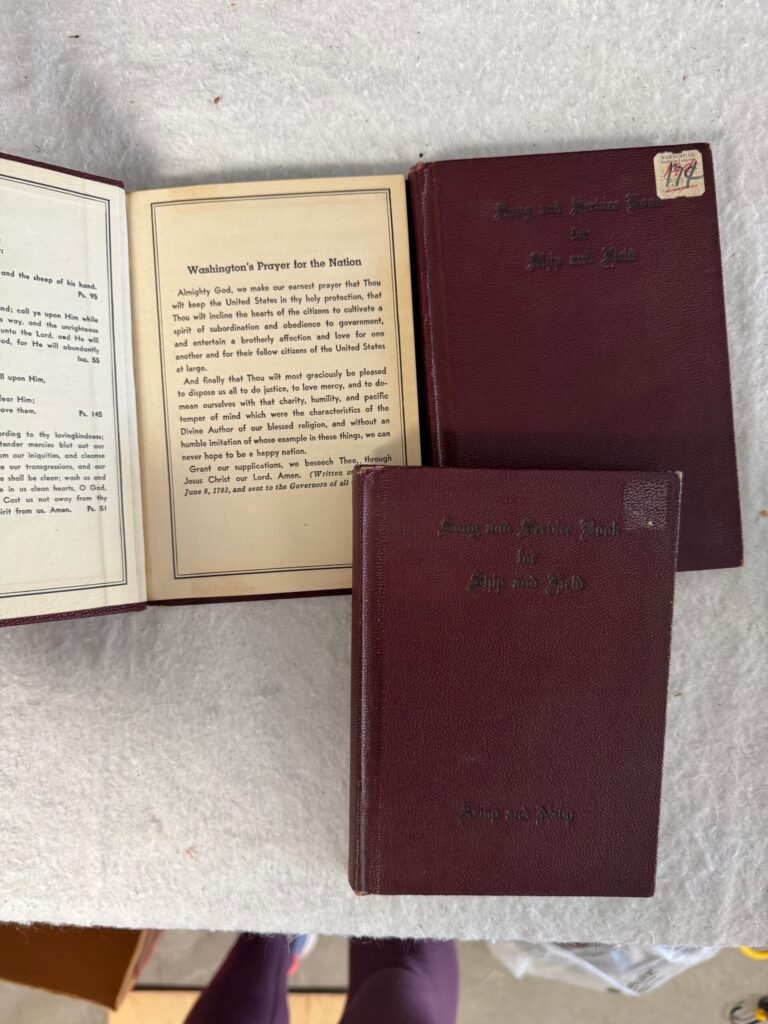 and the sheep of his hand.
Ps. 95
nd; call ye upon Him while
s way, and the unrighteous
unto the Lord, and He will
od, for He will abundantly
Isa. 55
ll upon Him,
fear Him;
ave them. Ps. 145
ording to thy lovingkindness;
tender mercies blot out our
om our iniquities, and cleanse
e our transgressions, and our
e shall be clean; wash us and
e in us clean hearts, O God,
Cast us not away from thy
irit from us. Amen. Ps. 51
Washington's Prayer for the Nation
Almighty God, we make our earnest prayer that Thou
wilt keep the United States in thy holy protection, that
Thou wilt incline the hearts of the citizens to cultivate a
spirit of subordination and obedience to government,
and entertain a brotherly affection and love for one
another and for their fellow citizens of the United States
at large.
And finally that Thou wilt most graciously be pleased
to dispose us all to do justice, to love mercy, and to de-
mean ourselves with that charity, humility, and pacific
temper of mind which were the characteristics of the
Divine Author of our blessed religion, and without an
humble imitation of whose example in these things, we can
never hope to be a happy nation.
Grant our supplications, we beseech Thee, through
Jesus Christ our Lord. Amen. (Written
June 8, 1783, and sent to the Governors of all
Song and Service Book
for
Ship and Field
Song and Service Book
for
Ship and Field
Army and Navy